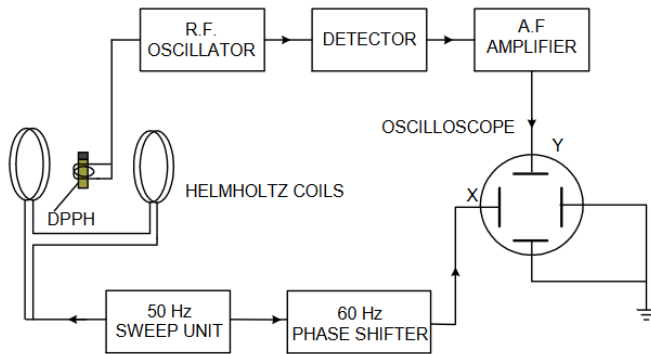 R.F.
OSCILLATOR
DETECTOR
A.F
AMPLIFIER
OSCILLOSCOPE
Y
X
HELMHOLTZ COILS
DPPH
50 Hz
SWEEP UNIT
60 Hz
PHASE SHIFTER